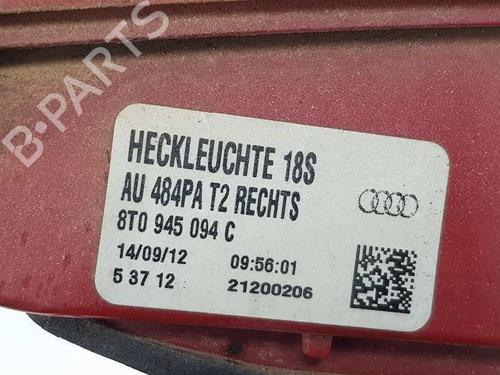 B-PARTS
HECKLEUCHTE 18S
AU 484PA T2 RECHTS
8T0 945 094 C
14/09/12 09:56:01
5 37 12 21200206